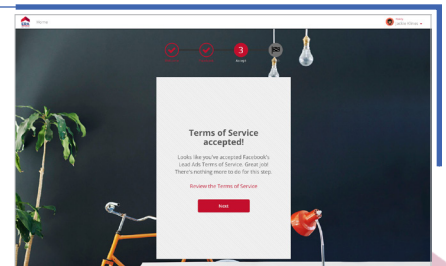 Home
3
Accept
Terms of Service
accepted!
Looks like you've accepted Facebook's
Lead Ads Terms of Service. Great job!
There's nothing more to do for this step.
Review the Terms of Service
Next